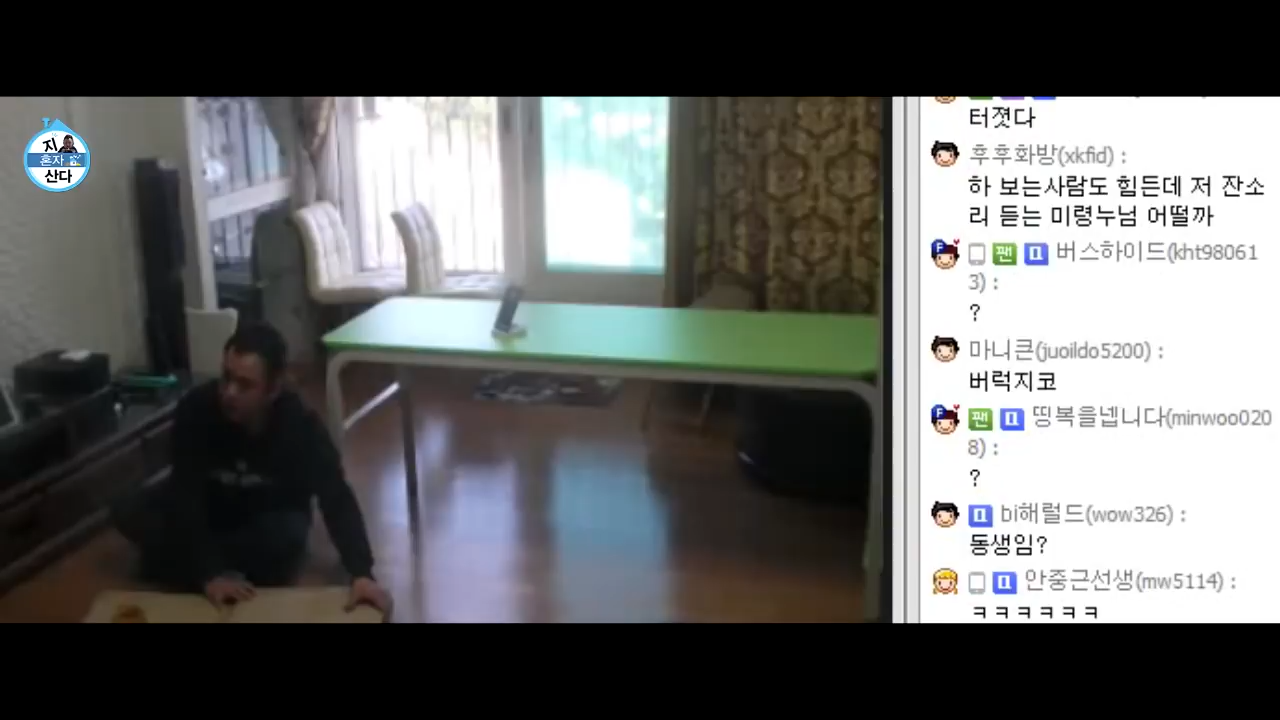 지
혼자
산다
터졌다
후후화방(xkfid) :
하 보는사람도 힘든데 저 잔소
리 듣는 미령누님 어떨까
팬 버스하이드(kht98061
3) :
?
마니큰(juoildo5200) :
버럭지코
팬 띵복을넵니다(minwoo020
8) :
?
bi해럴드(wow326) :
동생임?
안중근선생(mw5114) :
ㅋㅋㅋㅋㅋㅋ